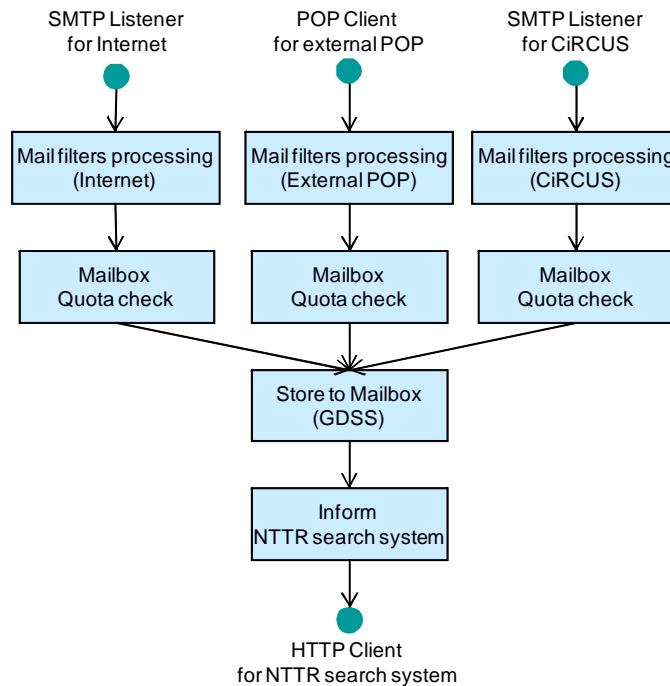 SMTP Listener
for Internet
POP Client
for external POP
SMTP Listener
for CiRCUS
Mail filters processing
(Internet)
Mail filters processing
(External POP)
Mail filters processing
(CiRCUS)
Mailbox
Quota check
Mailbox
Quota check
Mailbox
Quota check
Store to Mailbox
(GDSS)
Inform
NTTR search system
HTTP Client
for NTTR search system